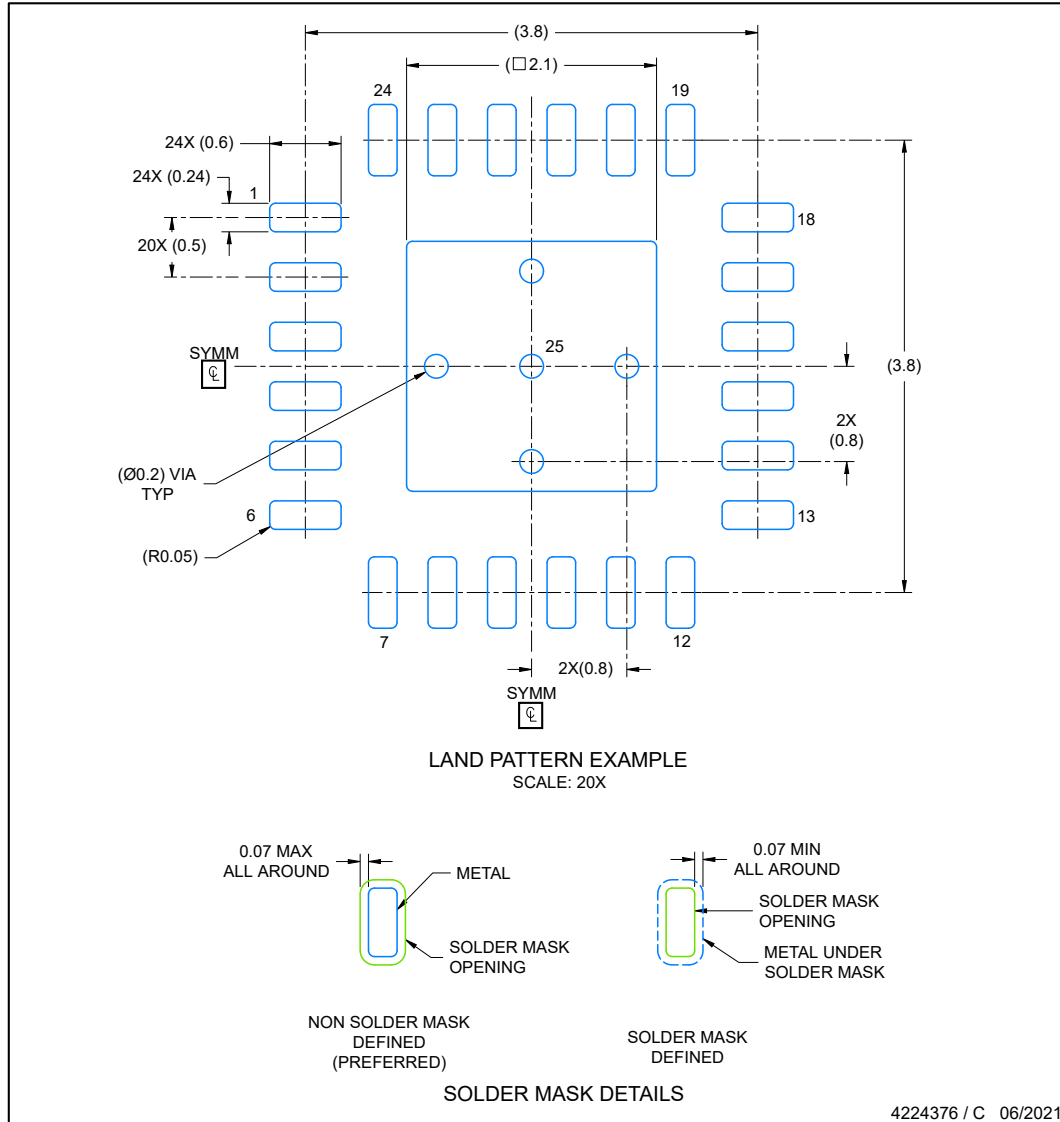 (3.8)
(□2.1)
24
19
24X (0.6)
24X (0.24)
1
18
20X (0.5)
SYMM
℄
25
(3.8)
2X
(0.8)
(Ø0.2) VIA
TYP
6
13
(R0.05)
7
12
2X(0.8)
SYMM
℄
LAND PATTERN EXAMPLE
SCALE: 20X
0.07 MAX
ALL AROUND
METAL
SOLDER MASK
OPENING
NON SOLDER MASK
DEFINED
(PREFERRED)
0.07 MIN
ALL AROUND
SOLDER MASK
OPENING
METAL UNDER
SOLDER MASK
SOLDER MASK
DEFINED
SOLDER MASK DETAILS
4224376 / C 06/2021